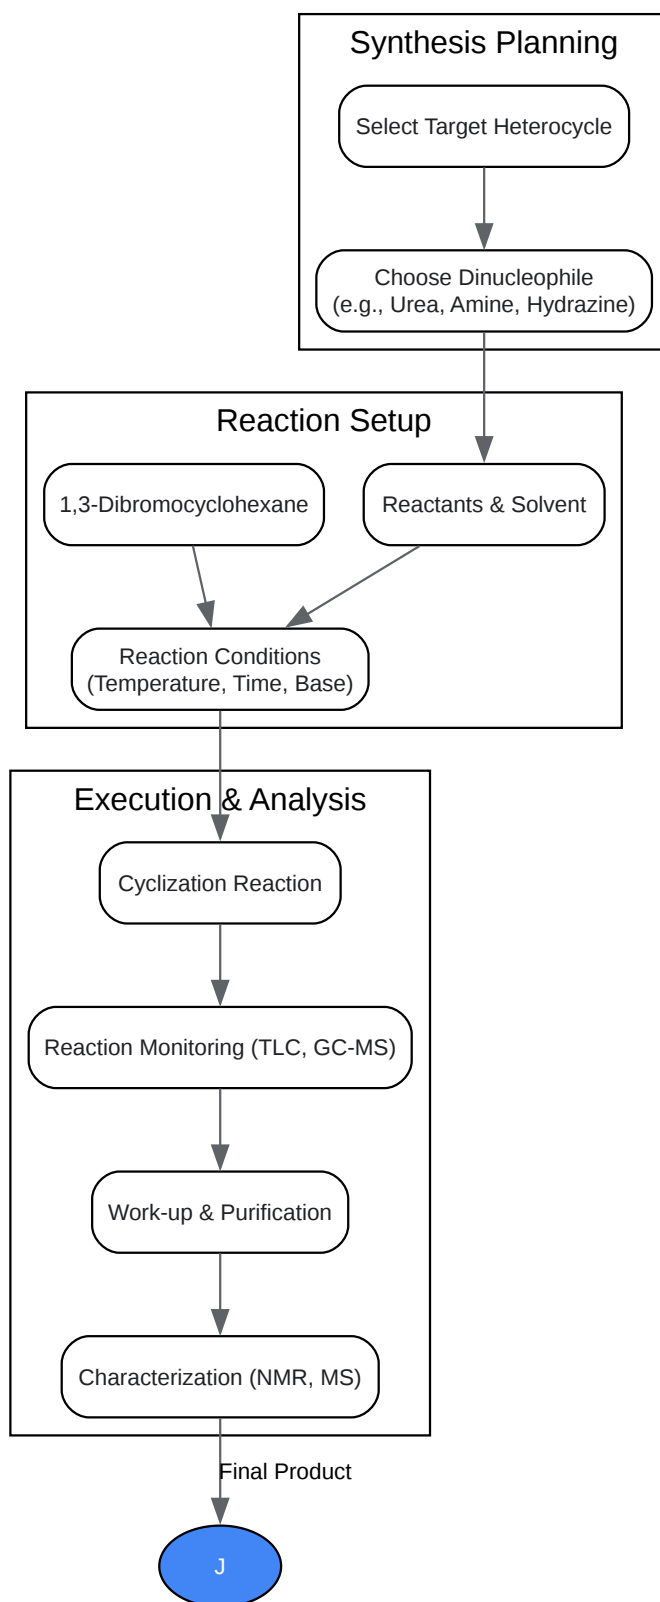 Synthesis Planning
Select Target Heterocycle
Choose Dinucleophile
(e.g., Urea, Amine, Hydrazine)
Reaction Setup
1,3-Dibromocyclohexane
Reactants & Solvent
Reaction Conditions
(Temperature, Time, Base)
Execution & Analysis
Cyclization Reaction
Reaction Monitoring (TLC, GC-MS)
Work-up & Purification
Characterization (NMR, MS)
Final Product
J